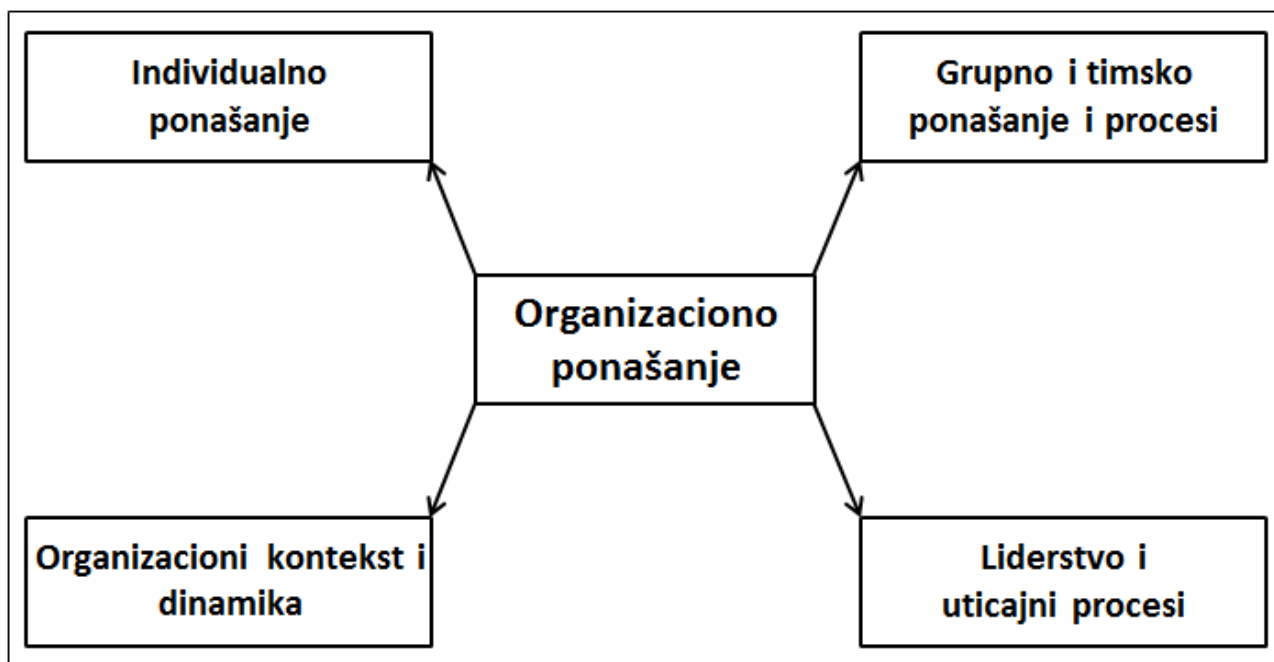 Individualno
ponašanje
Grupno i timsko
ponašanje i procesi
Organizaciono
ponašanje
Organizacioni kontekst i
dinamika
Liderstvo i
uticajni procesi